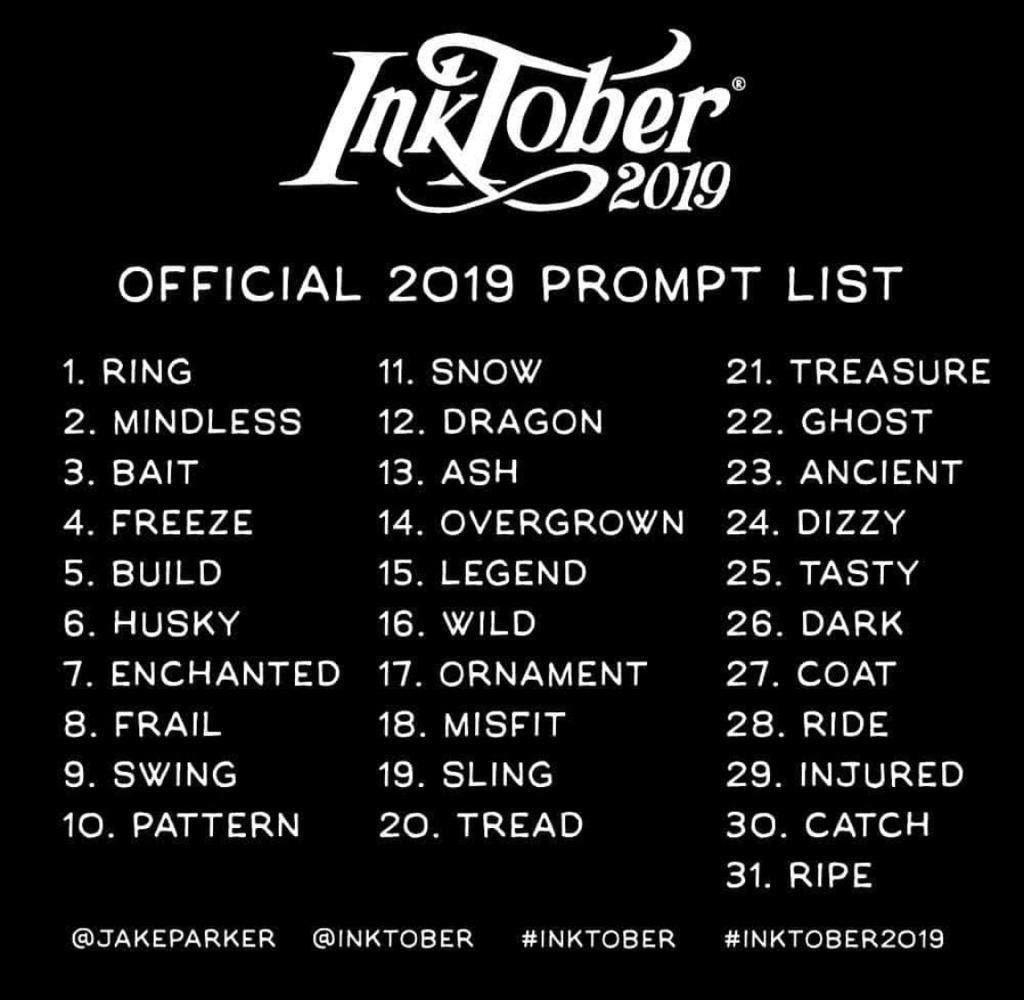 InkTober®
2019
OFFICIAL 2019 PROMPT LIST
1. RING
2. MINDLESS
3. BAIT
4. FREEZE
5. BUILD
6. HUSKY
7. ENCHANTED
8. FRAIL
9. SWING
10. PATTERN
11. SNOW
12. DRAGON
13. ASH
14. OVERGROWN
15. LEGEND
16. WILD
17. ORNAMENT
18. MISFIT
19. SLING
20. TREAD
21. TREASURE
22. GHOST
23. ANCIENT
24. DIZZY
25. TASTY
26. DARK
27. COAT
28. RIDE
29. INJURED
30. CATCH
31. RIPE
@JAKEPARKER @INKTOBER #INKTOBER #INKTOBER2019